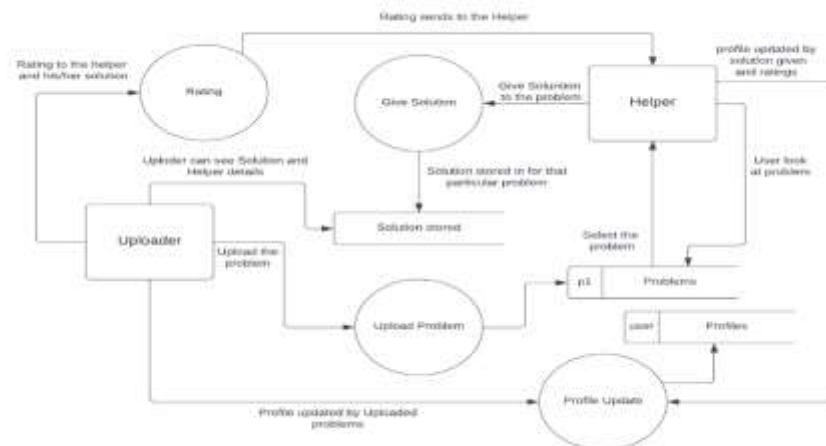 Rating sends to the Helper
Rating to the helper
and his/her solution
Rating
Give Solution
Give Soluntion
to the problem
Helper
profile updated by
solution given
and ratings
Uploder can see Solution and
Helper details
Solution stored in for that
particular problem
User look
at problem
Uploader
Upload the
problem
Solution stored
Select the
problem
p1
Problems
Upload Problem
user
Profiles
Profile Update
Profile updated by Uploaded
problems